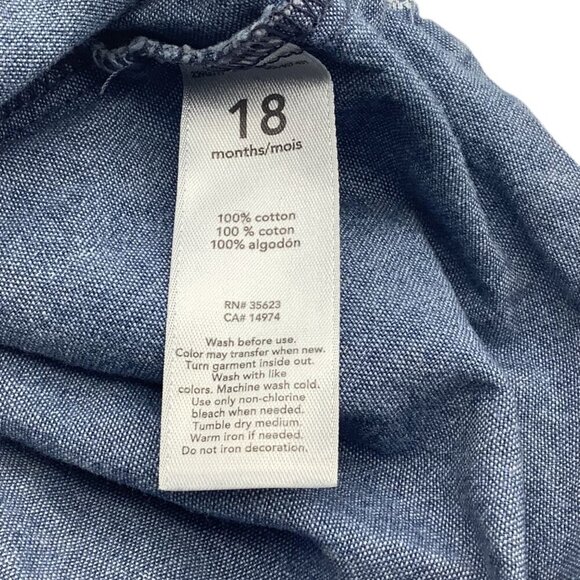 18
months/mois
100% cotton
100 % coton
100% algodón
RN# 35623
CA# 14974
Wash before use.
Color may transfer when new.
Turn garment inside out.
Wash with like
colors. Machine wash cold.
Use only non-chlorine
bleach when needed.
Tumble dry medium.
Warm iron if needed.
Do not iron decoration.